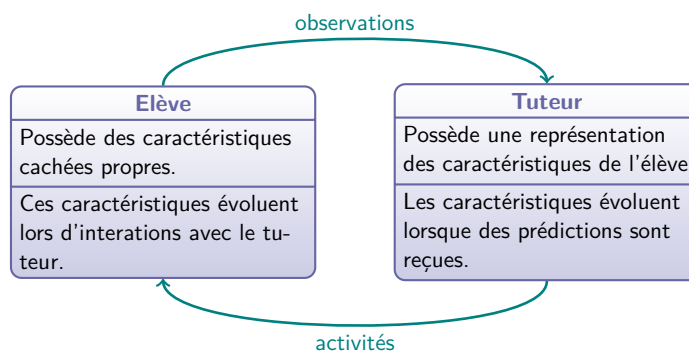 observations
Elève
Possède des caractéristiques
cachées propres.
Ces caractéristiques évoluent
lors d'interations avec le tu-
teur.
Tuteur
Possède une représentation
des caractéristiques de l'élève
Les caractéristiques évoluent
lorsque des prédictions sont
reçues.
activités